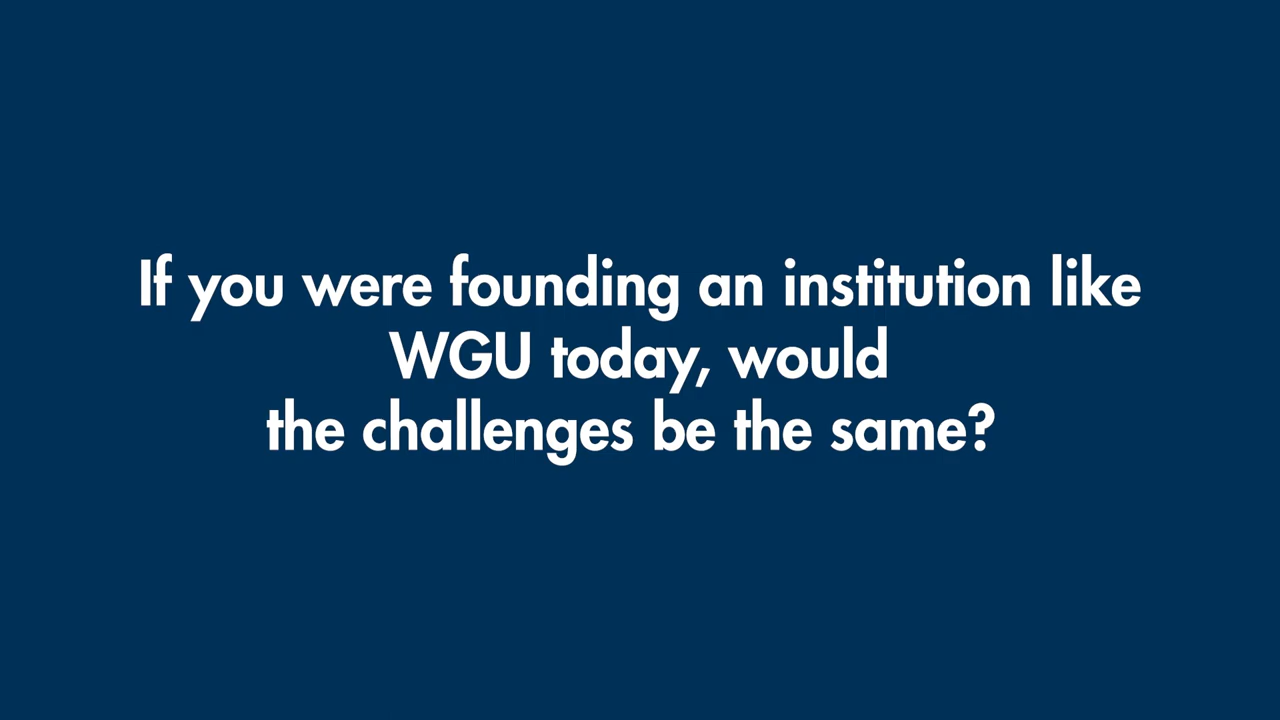 If you were founding an institution like
WGU today, would
the challenges be the same?